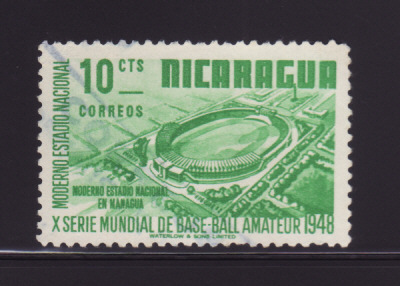 MODERNO ESTADIO NACIONAL
10 CTS
NICARAGUA
CORREOS
MODERNO ESTADIO NACIONAL
EN MANAGUA
X SERIE MUNDIAL DE BASE-BALL AMATEUR 1948
WATERLOW & SONS LIMITED